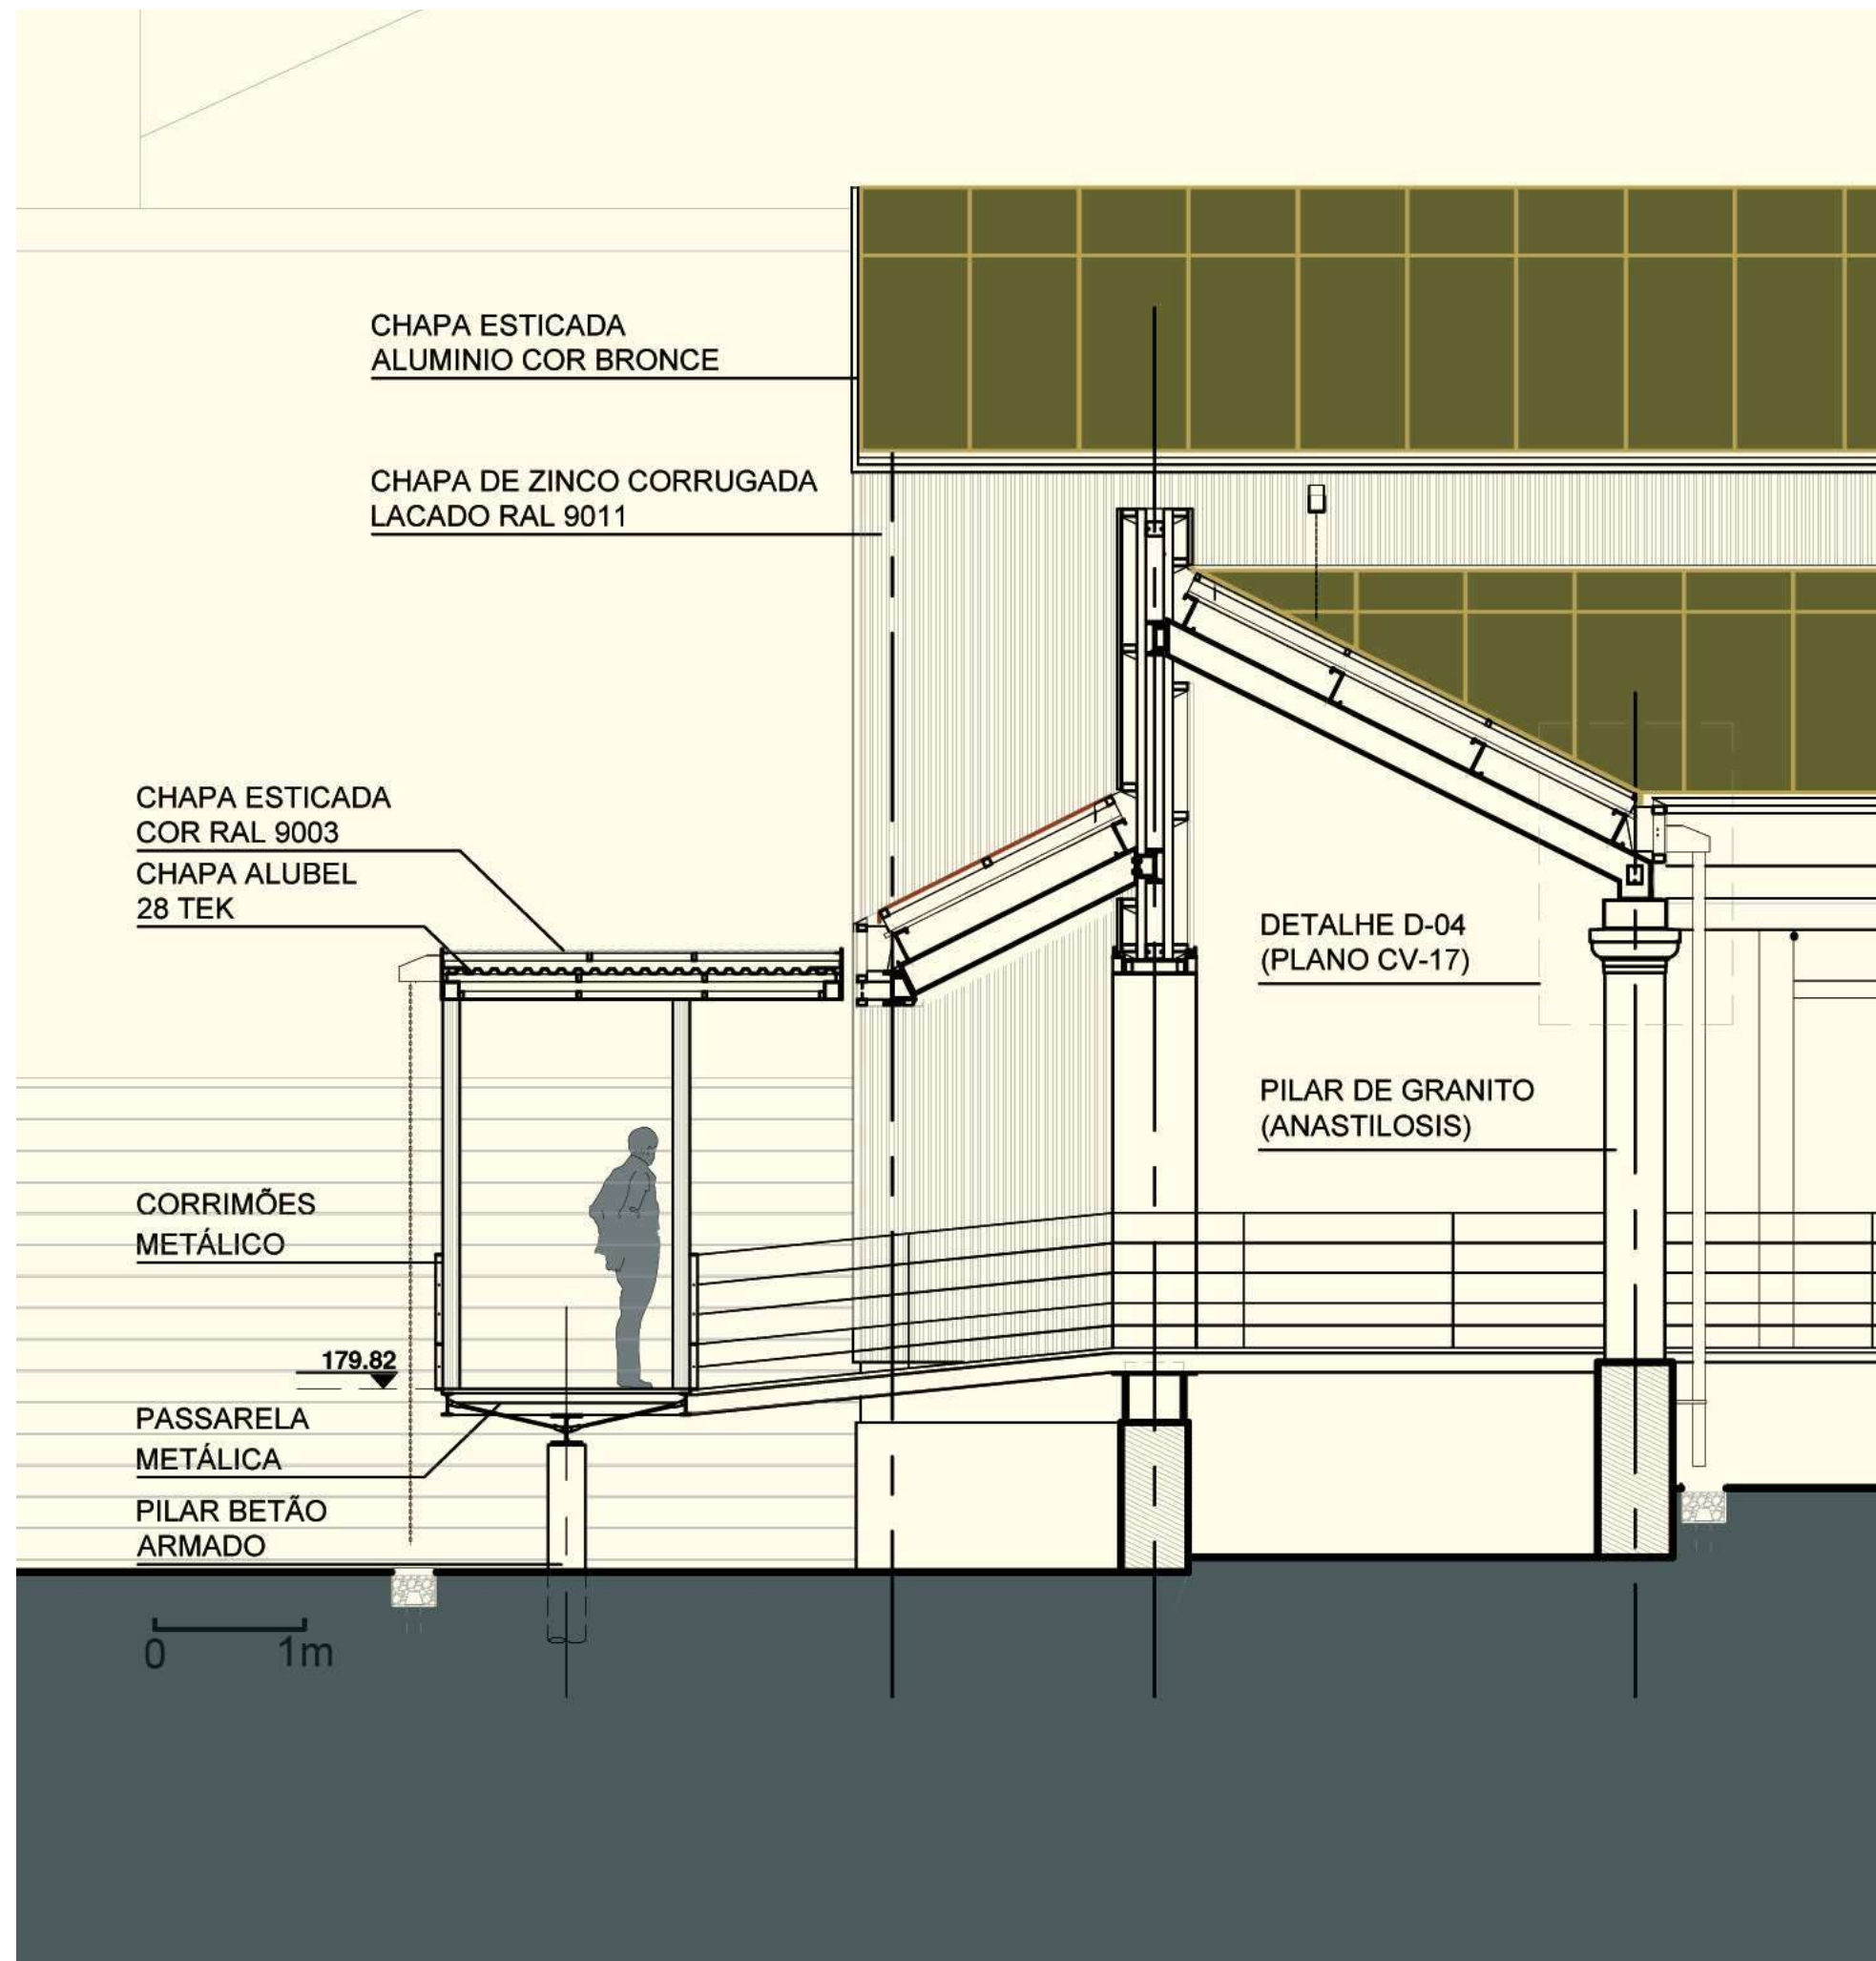 CHAPA ESTICADA
ALUMINIO COR BRONCE
CHAPA DE ZINCO CORRUGADA
LACADO RAL 9011
CHAPA ESTICADA
COR RAL 9003
CHAPA ALUBEL
28 TEK
DETALHE D-04
(PLANO CV-17)
PILAR DE GRANITO
(ANASTILOSIS)
CORRIMÕES
METÁLICO
179.82
PASSARELA
METÁLICA
PILAR BETÃO
ARMADO
0 1m